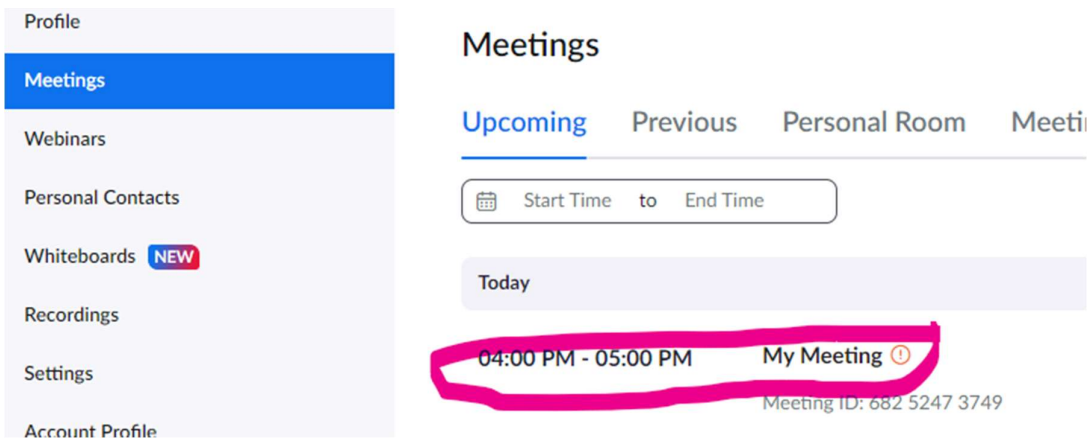 Profile
Meetings
Webinars
Personal Contacts
Whiteboards NEW
Recordings
Settings
Account Profile
Meetings
Upcoming Previous Personal Room
Start Time to End Time
Today
04:00 PM - 05:00 PM My Meeting
Meeting ID: 682 5247 3749